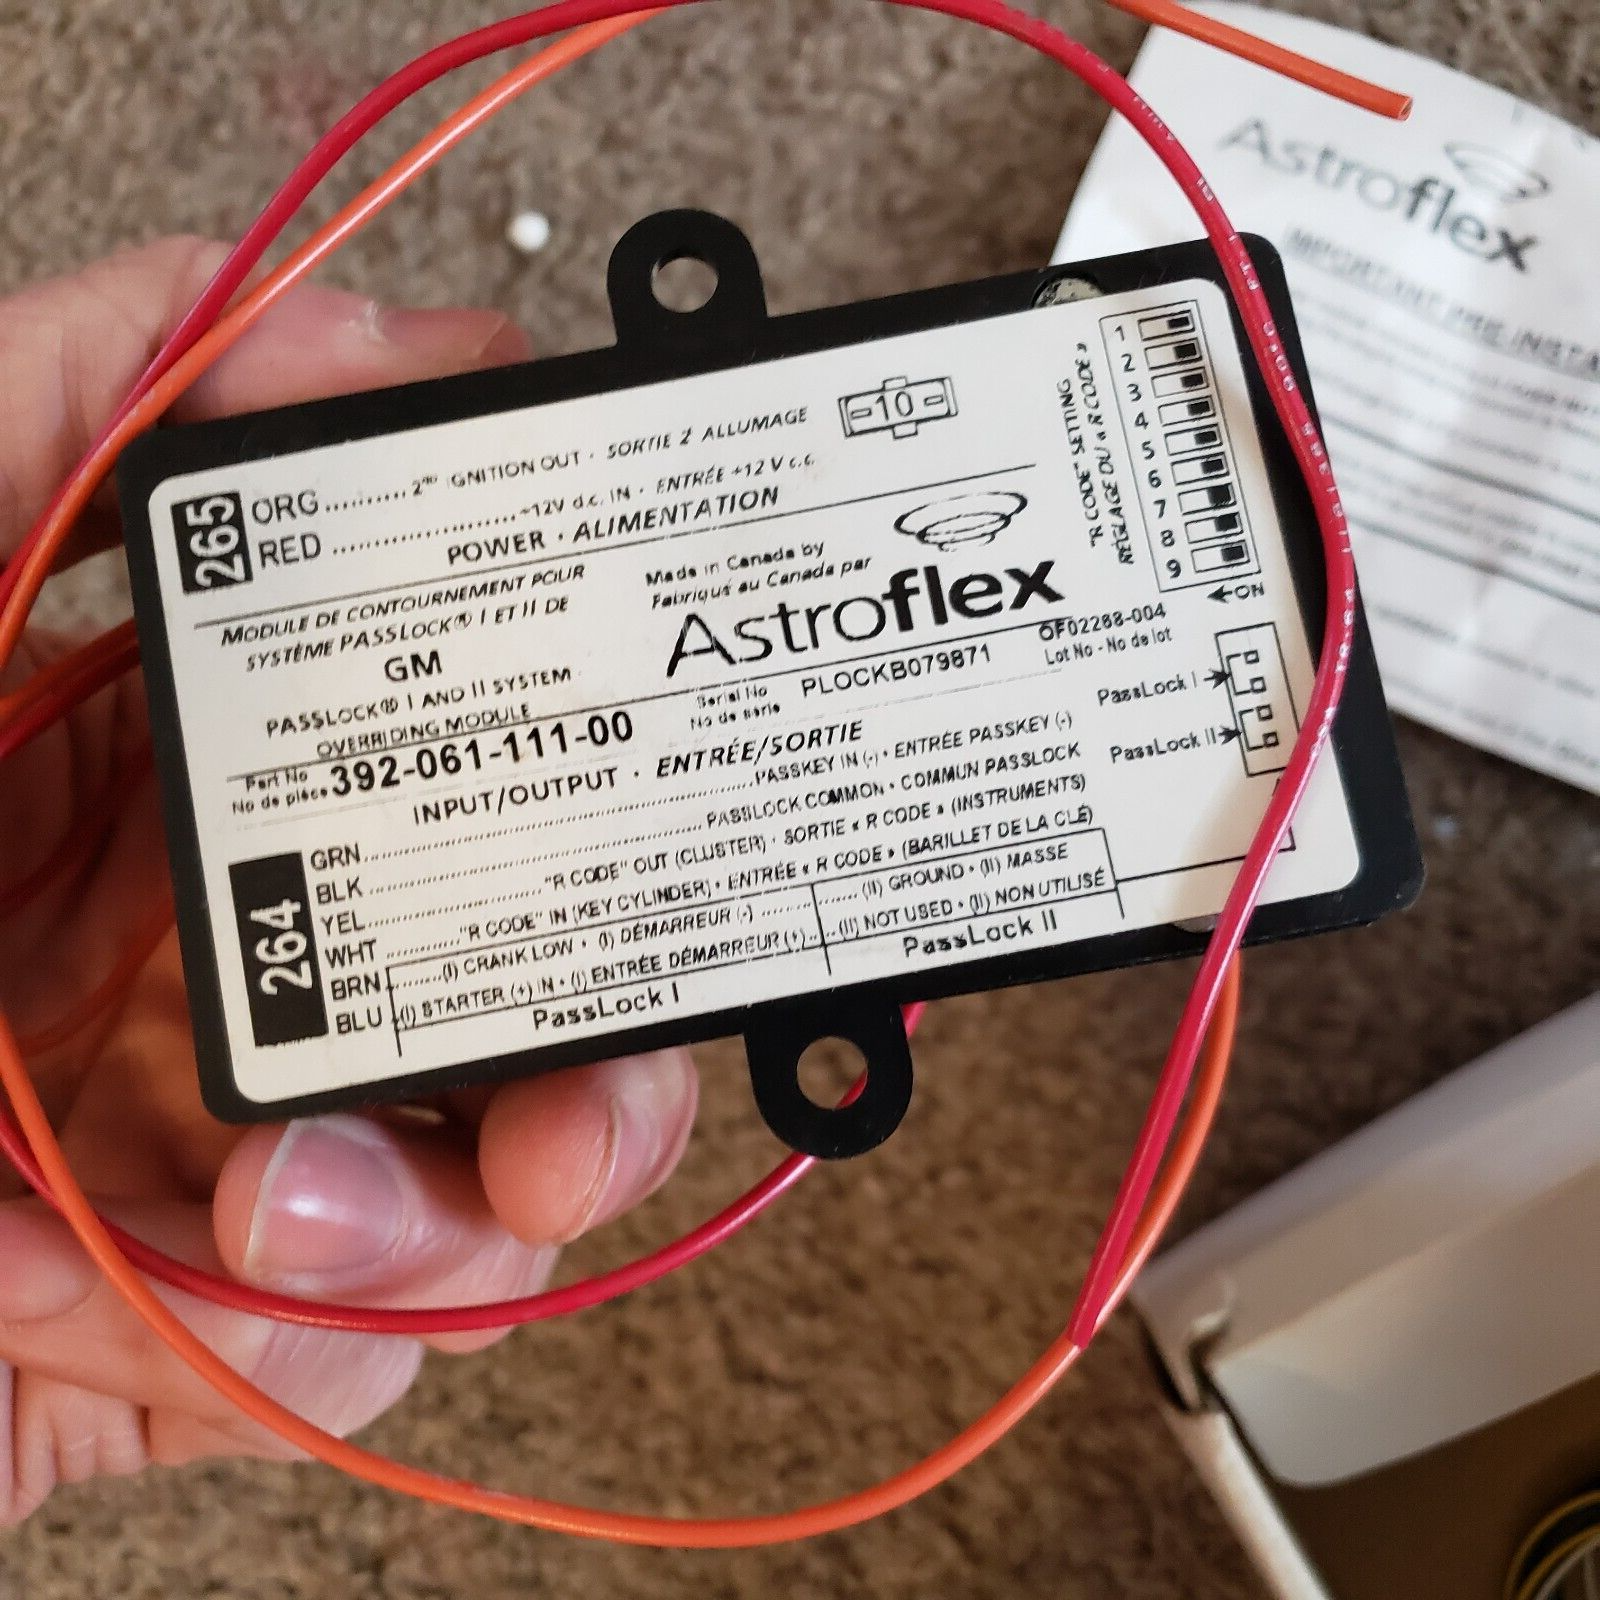 265
ORG.......... 2ND IGNITION OUT · SORTIE 2 ALLUMAGE
-10-
RED ......................+12V d.c. IN · ENTRÉE +12 V c.c.
POWER · ALIMENTATION
MODULE DE CONTOURNEMENT POUR
SYSTÈME PASSLOCK® I ET II DE
GM
PASSLOCK® I AND II SYSTEM
OVERRIDING MODULE
Made in Canada by
Fabriqué au Canada par
Astroflex
Part No
No de pièce 392-061-111-00
Serial No
No de série
PLOCKB079871
OF02288-004
Lot No - No de lot
"R CODE" SETTING
RÉGLAGE DU « R CODE »
1
2
3
4
5
6
7
8
9
←ON
PassLock I
PassLock II
INPUT/OUTPUT · ENTRÉE/SORTIE
264
GRN..........PASSKEY IN (-) · ENTRÉE PASSKEY (-)
BLK ..........PASSLOCK COMMON · COMMUN PASSLOCK
YEL..........."R CODE" OUT (CLUSTER) · SORTIE « R CODE » (INSTRUMENTS)
WHT .........."R CODE" IN (KEY CYLINDER) · ENTRÉE « R CODE » (BARILLET DE LA CLÉ)
BRN..........(I) CRANK LOW · (I) DÉMARREUR (-) ..........(II) GROUND · (II) MASSE
BLU ..(I) STARTER (+) IN · (I) ENTRÉE DÉMARREUR (+)....(II) NOT USED · (II) NON UTILISÉ
PassLock I
PassLock II
Astroflex
IMPORTANT PRE-INSTA